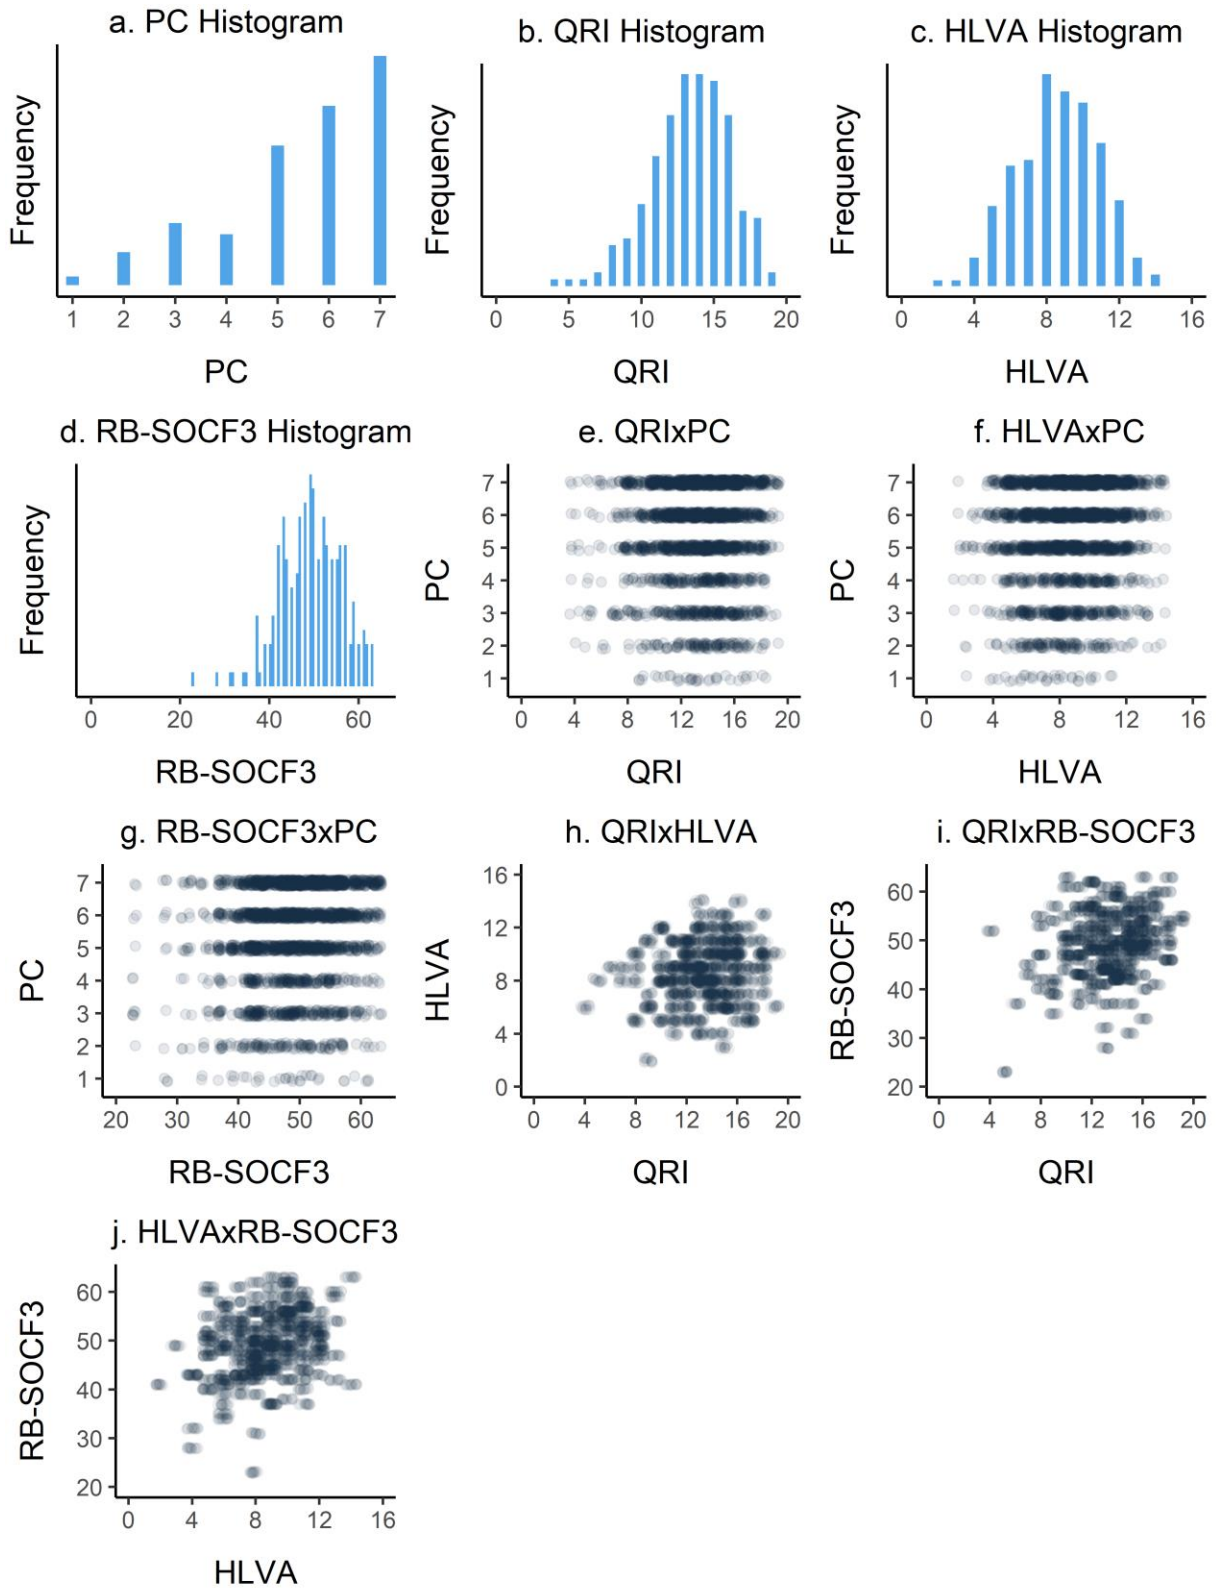 a. PC Histogram
Frequency
1 2 3 4 5 6 7
PC
b. QRI Histogram
Frequency
0 5 10 15 20
QRI
c. HLVA Histogram
Frequency
0 4 8 12 16
HLVA
d. RB-SOCF3 Histogram
Frequency
0 20 40 60
RB-SOCF3
e. QRIxPC
PC
7
6
5
4
3
2
1
0 4 8 12 16 20
QRI
f. HLVAxPC
PC
7
6
5
4
3
2
1
0 4 8 12 16
HLVA
g. RB-SOCF3xPC
PC
7
6
5
4
3
2
1
20 30 40 50 60
RB-SOCF3
h. QRIxHLVA
HLVA
16
12
8
4
0
0 4 8 12 16 20
QRI
i. QRIxRB-SOCF3
RB-SOCF3
60
50
40
30
20
0 4 8 12 16 20
QRI
j. HLVAxRB-SOCF3
RB-SOCF3
60
50
40
30
20
0 4 8 12 16
HLVA